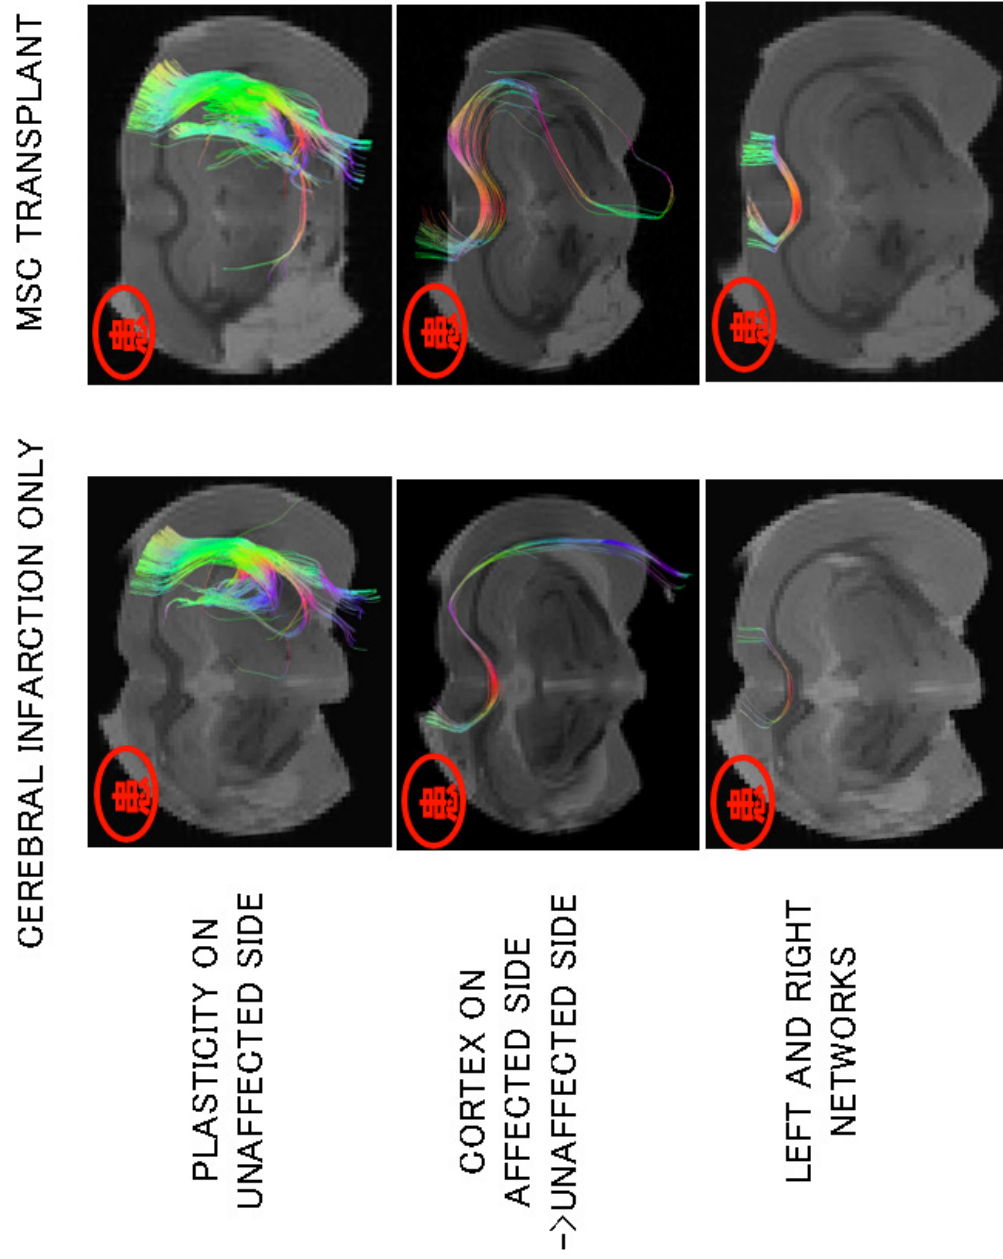 CEREBRAL INFARCTION ONLY
MSC TRANSPLANT
PLASTICITY ON
UNAFFECTED SIDE
患
患
CORTEX ON
AFFECTED SIDE
->UNAFFECTED SIDE
患
患
LEFT AND RIGHT
NETWORKS
患
患